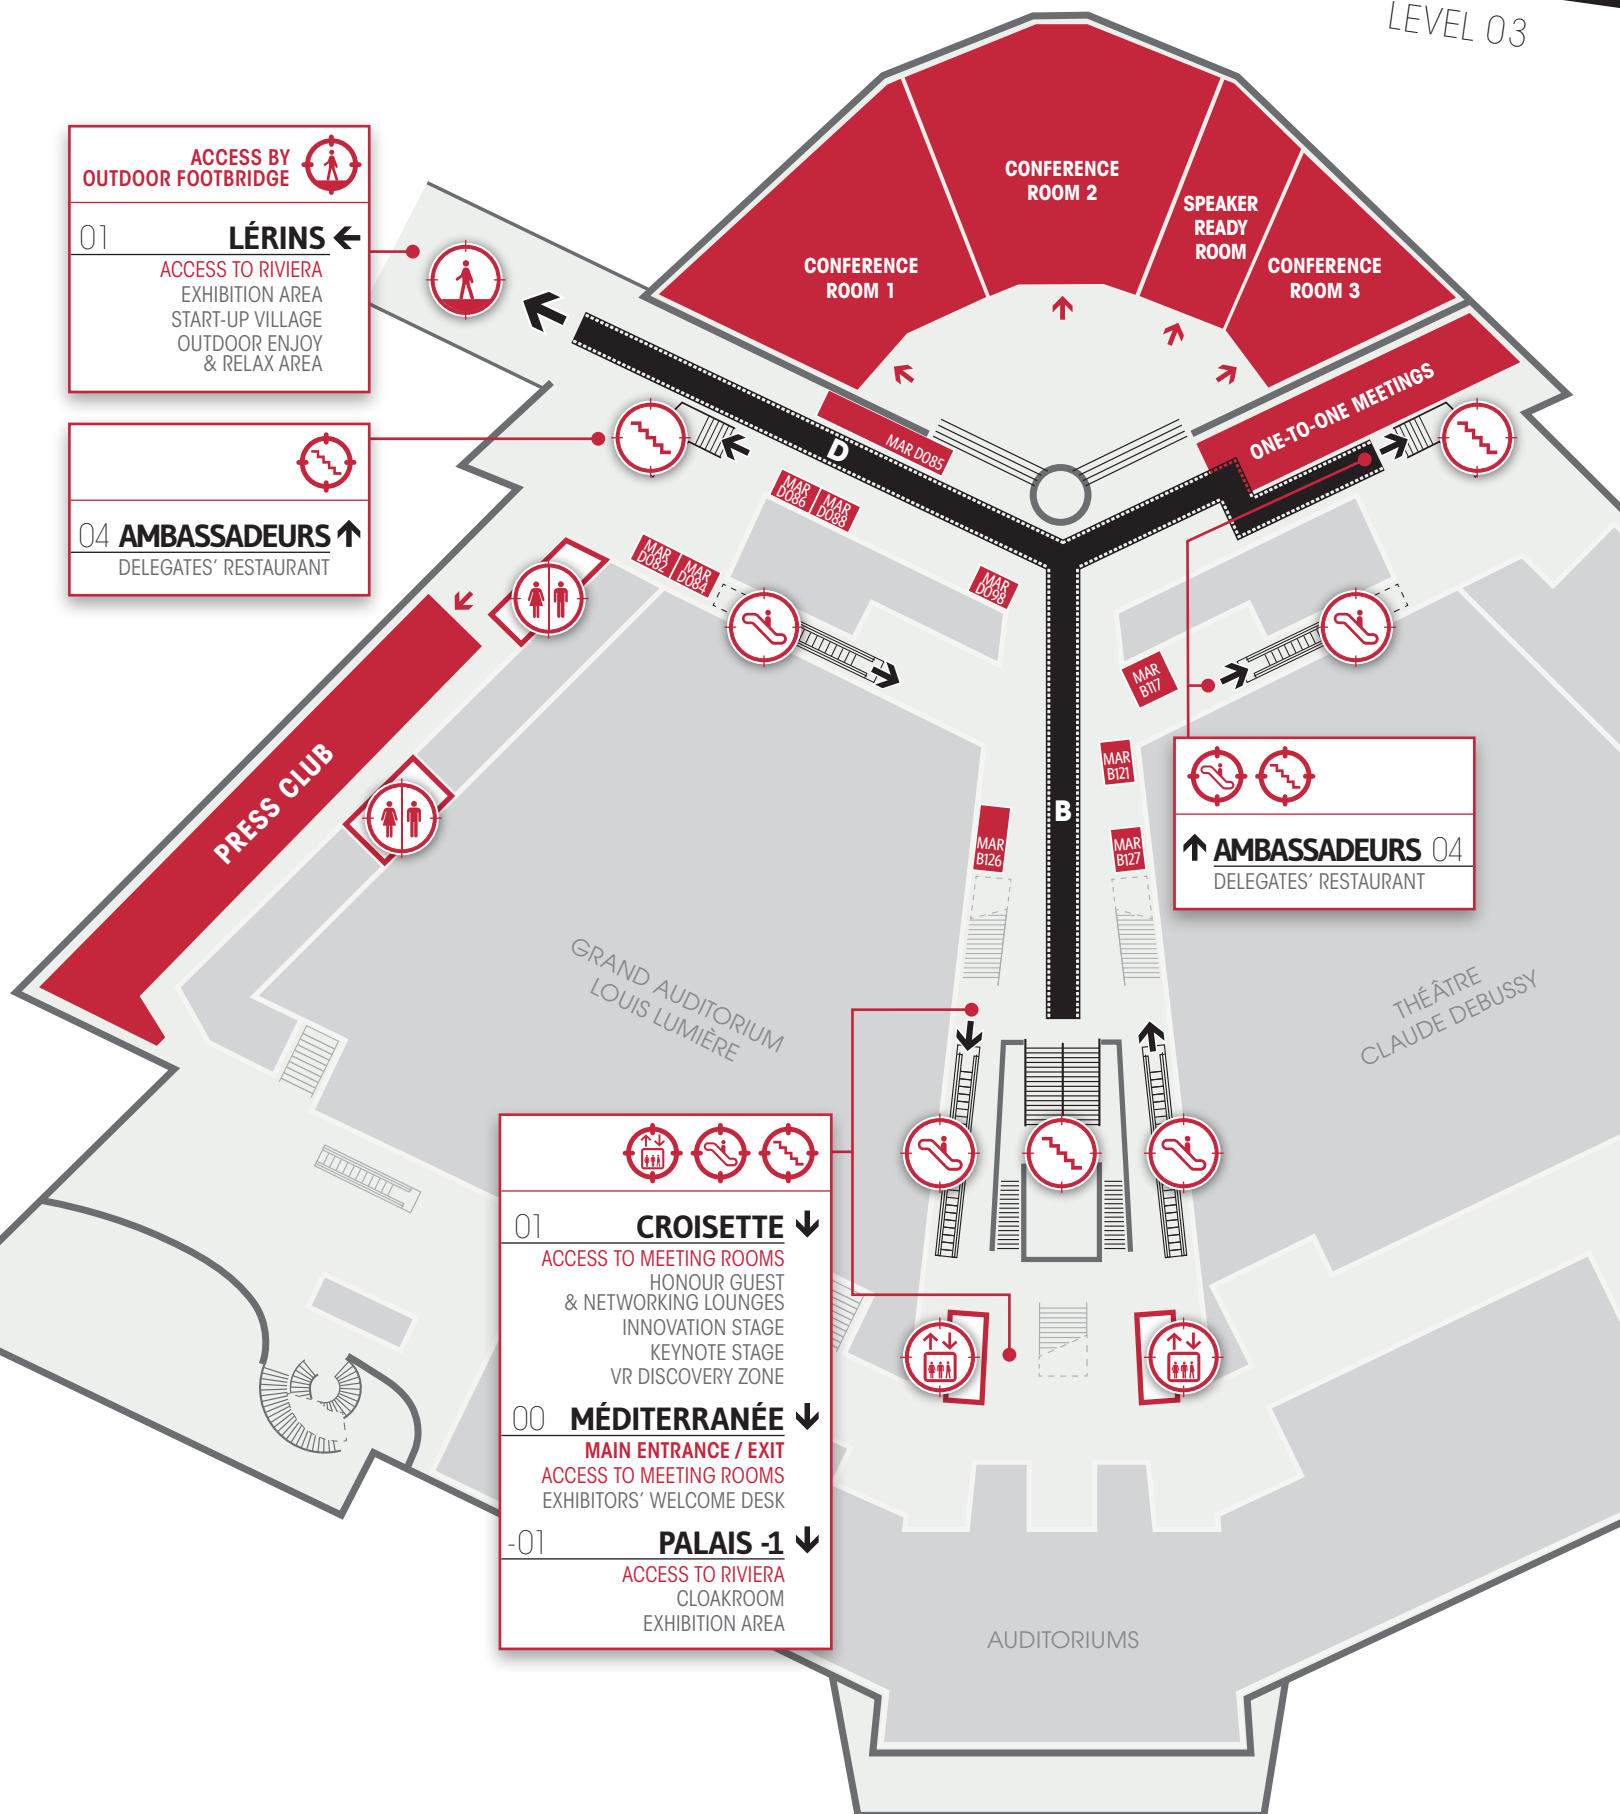 LEVEL 03
ACCESS BY
OUTDOOR FOOTBRIDGE
01 LÉRINS
ACCESS TO RIVIERA
EXHIBITION AREA
START-UP VILLAGE
OUTDOOR ENJOY
& RELAX AREA
04 AMBASSADEURS
DELEGATES’ RESTAURANT
CONFERENCE
ROOM 1
CONFERENCE
ROOM 2
SPEAKER
READY
ROOM
CONFERENCE
ROOM 3
ONE-TO-ONE MEETINGS
D
MAR D085
MAR
D086
MAR
D088
MAR
D082
MAR
D084
MAR
D098
MAR
B117
MAR
B121
B
MAR
B126
MAR
B127
PRESS CLUB
AMBASSADEURS 04
DELEGATES’ RESTAURANT
GRAND AUDITORIUM
LOUIS LUMIÈRE
THÉÂTRE
CLAUDE DEBUSSY
01 CROISETTE
ACCESS TO MEETING ROOMS
HONOUR GUEST
& NETWORKING LOUNGES
INNOVATION STAGE
KEYNOTE STAGE
VR DISCOVERY ZONE
00 MÉDITERRANÉE
MAIN ENTRANCE / EXIT
ACCESS TO MEETING ROOMS
EXHIBITORS’ WELCOME DESK
-01 PALAIS -1
ACCESS TO RIVIERA
CLOAKROOM
EXHIBITION AREA
AUDITORIUMS